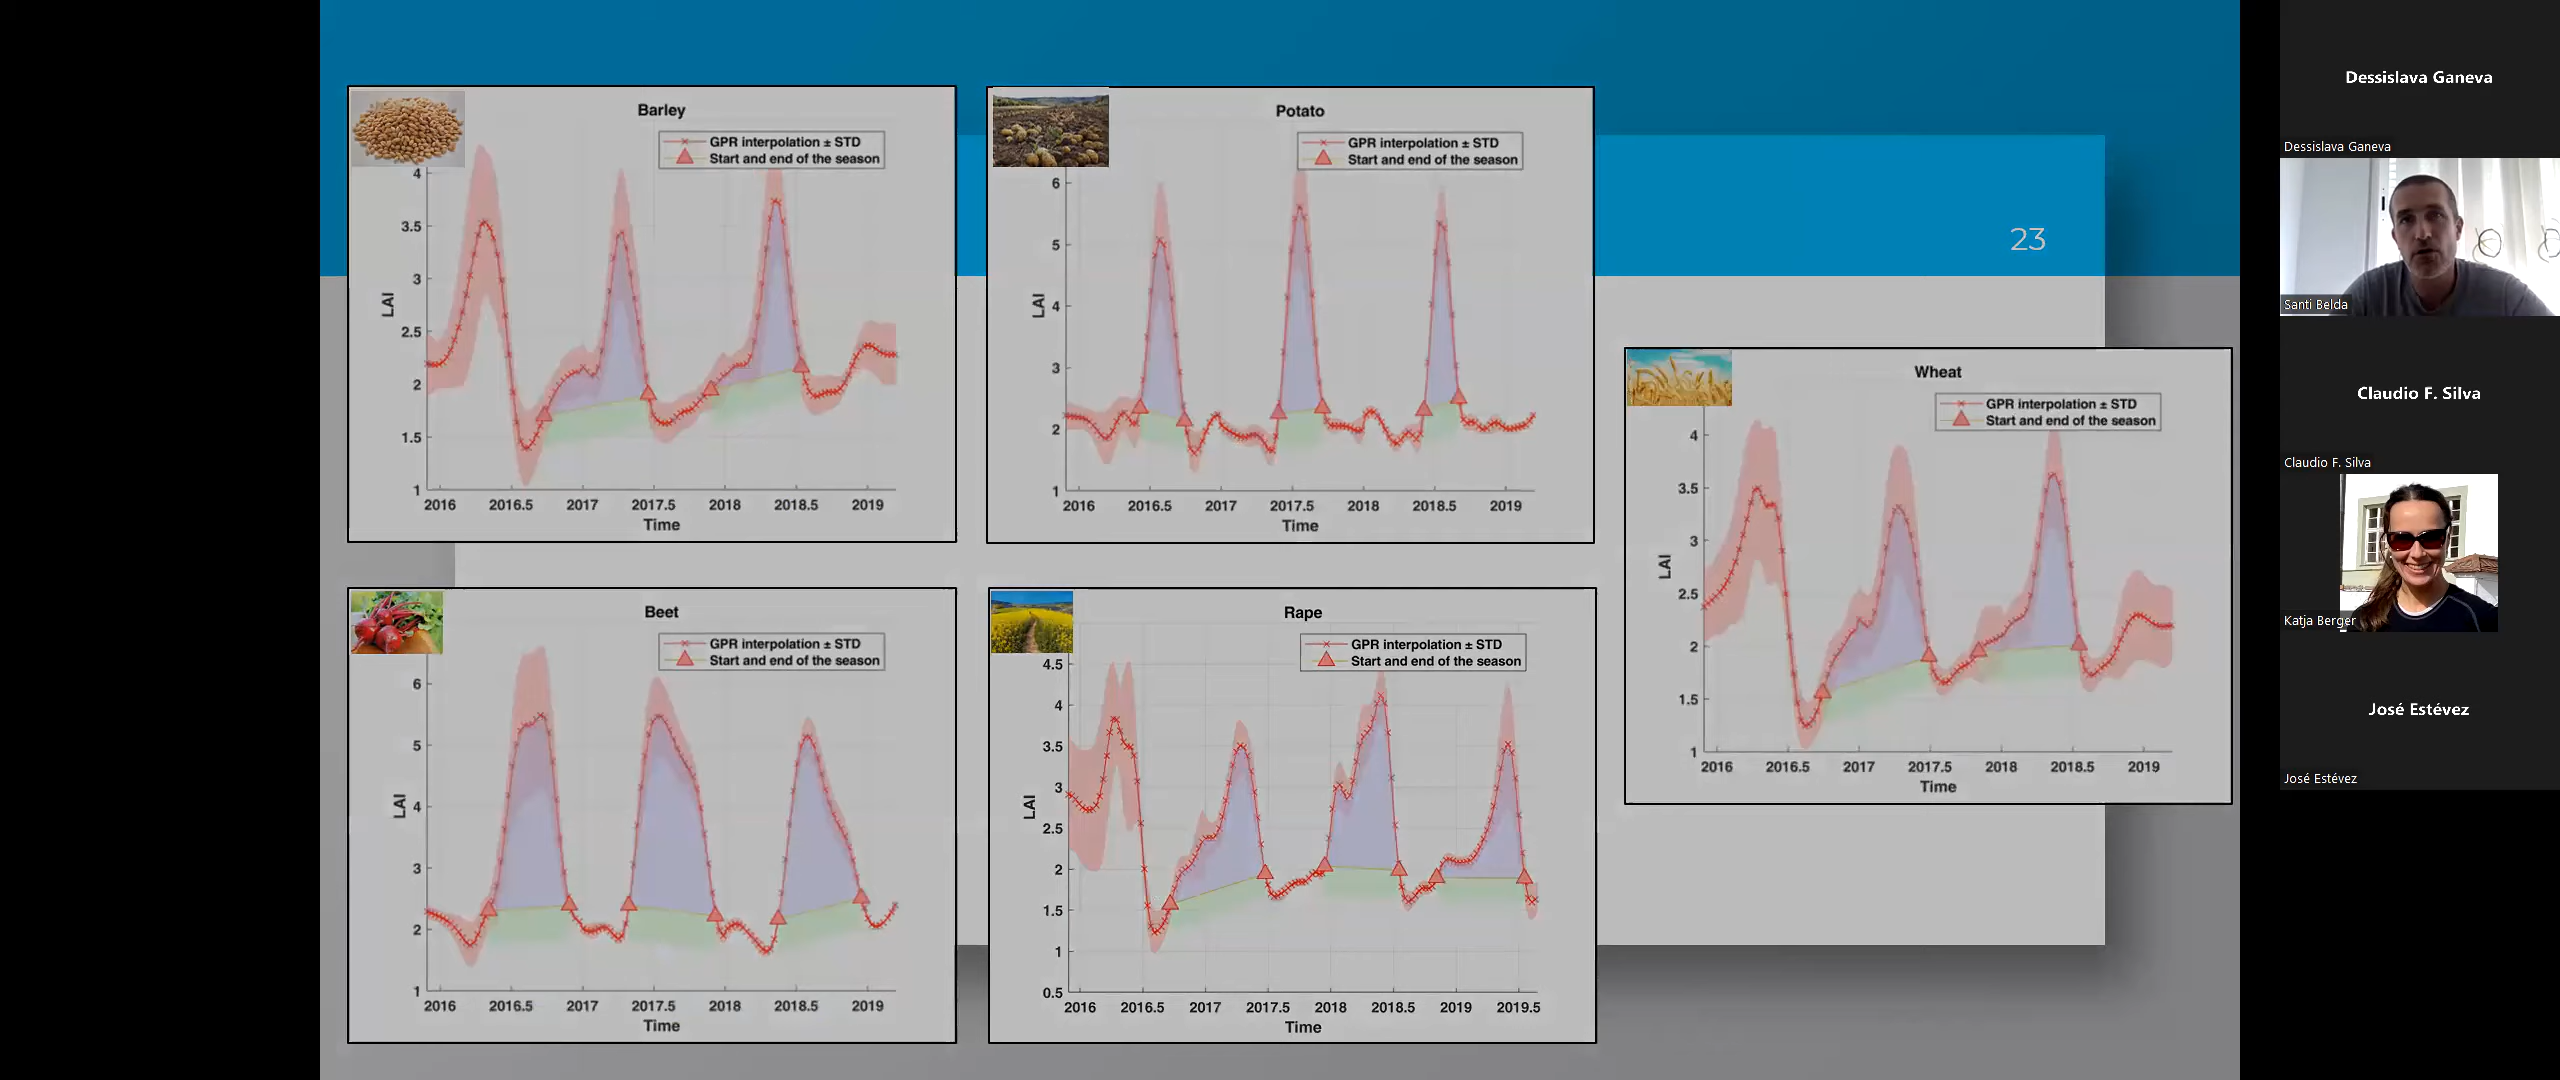 23
Barley
GPR interpolation ± STD
Start and end of the season
4
3.5
3
2.5
2
1.5
1
LAI
2016 2016.5 2017 2017.5 2018 2018.5 2019
Time
Potato
GPR interpolation ± STD
Start and end of the season
6
5
4
3
2
1
LAI
2016 2016.5 2017 2017.5 2018 2018.5 2019
Time
Wheat
GPR interpolation ± STD
Start and end of the season
4
3.5
3
2.5
2
1.5
1
LAI
2016 2016.5 2017 2017.5 2018 2018.5 2019
Time
Beet
GPR interpolation ± STD
Start and end of the season
6
5
4
3
2
1
LAI
2016 2016.5 2017 2017.5 2018 2018.5 2019
Time
Rape
GPR interpolation ± STD
Start and end of the season
4.5
4
3.5
3
2.5
2
1.5
1
0.5
LAI
2016 2016.5 2017 2017.5 2018 2018.5 2019 2019.5
Time
Dessislava Ganeva
Dessislava Ganeva
Santi Belda
Claudio F. Silva
Claudio F. Silva
Katja Berger
José Estévez
José Estévez